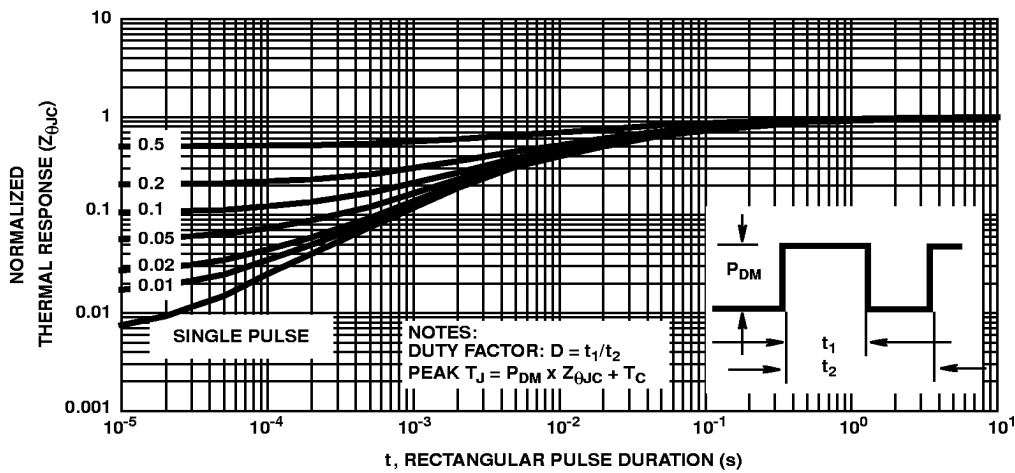 10
1
0.1
0.01
0.001
NORMALIZED
THERMAL RESPONSE (ZθJC)
0.5
0.2
0.1
0.05
0.02
0.01
SINGLE PULSE
NOTES:
DUTY FACTOR: D = t1/t2
PEAK TJ = PDM x ZθJC + TC
PDM
t1
t2
10-5
10-4
10-3
10-2
10-1
100
101
t, RECTANGULAR PULSE DURATION (s)